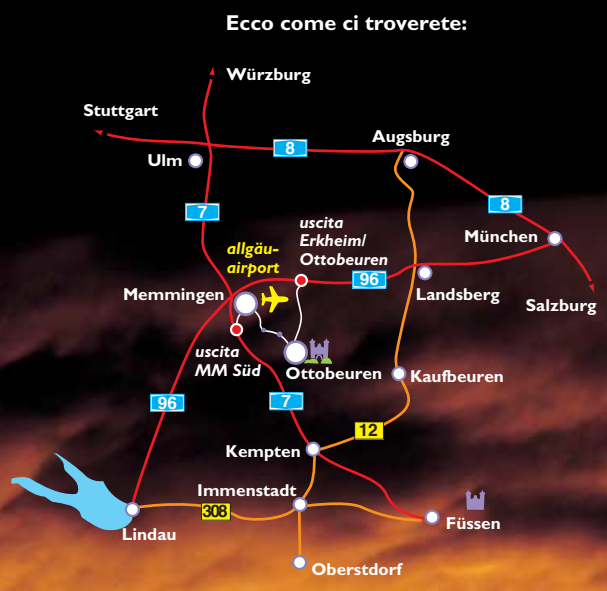 Ecco come ci troverete:
Würzburg
Stuttgart
Augsburg
8
Ulm
7
8
uscita
Erkheim/
Ottobeuren
München
allgäu-
airport
96
Memmingen
Landsberg
Salzburg
uscita
MM Süd
Ottobeuren
Kaufbeuren
96
7
12
Kempten
Immenstadt
308
Füssen
Lindau
Oberstdorf